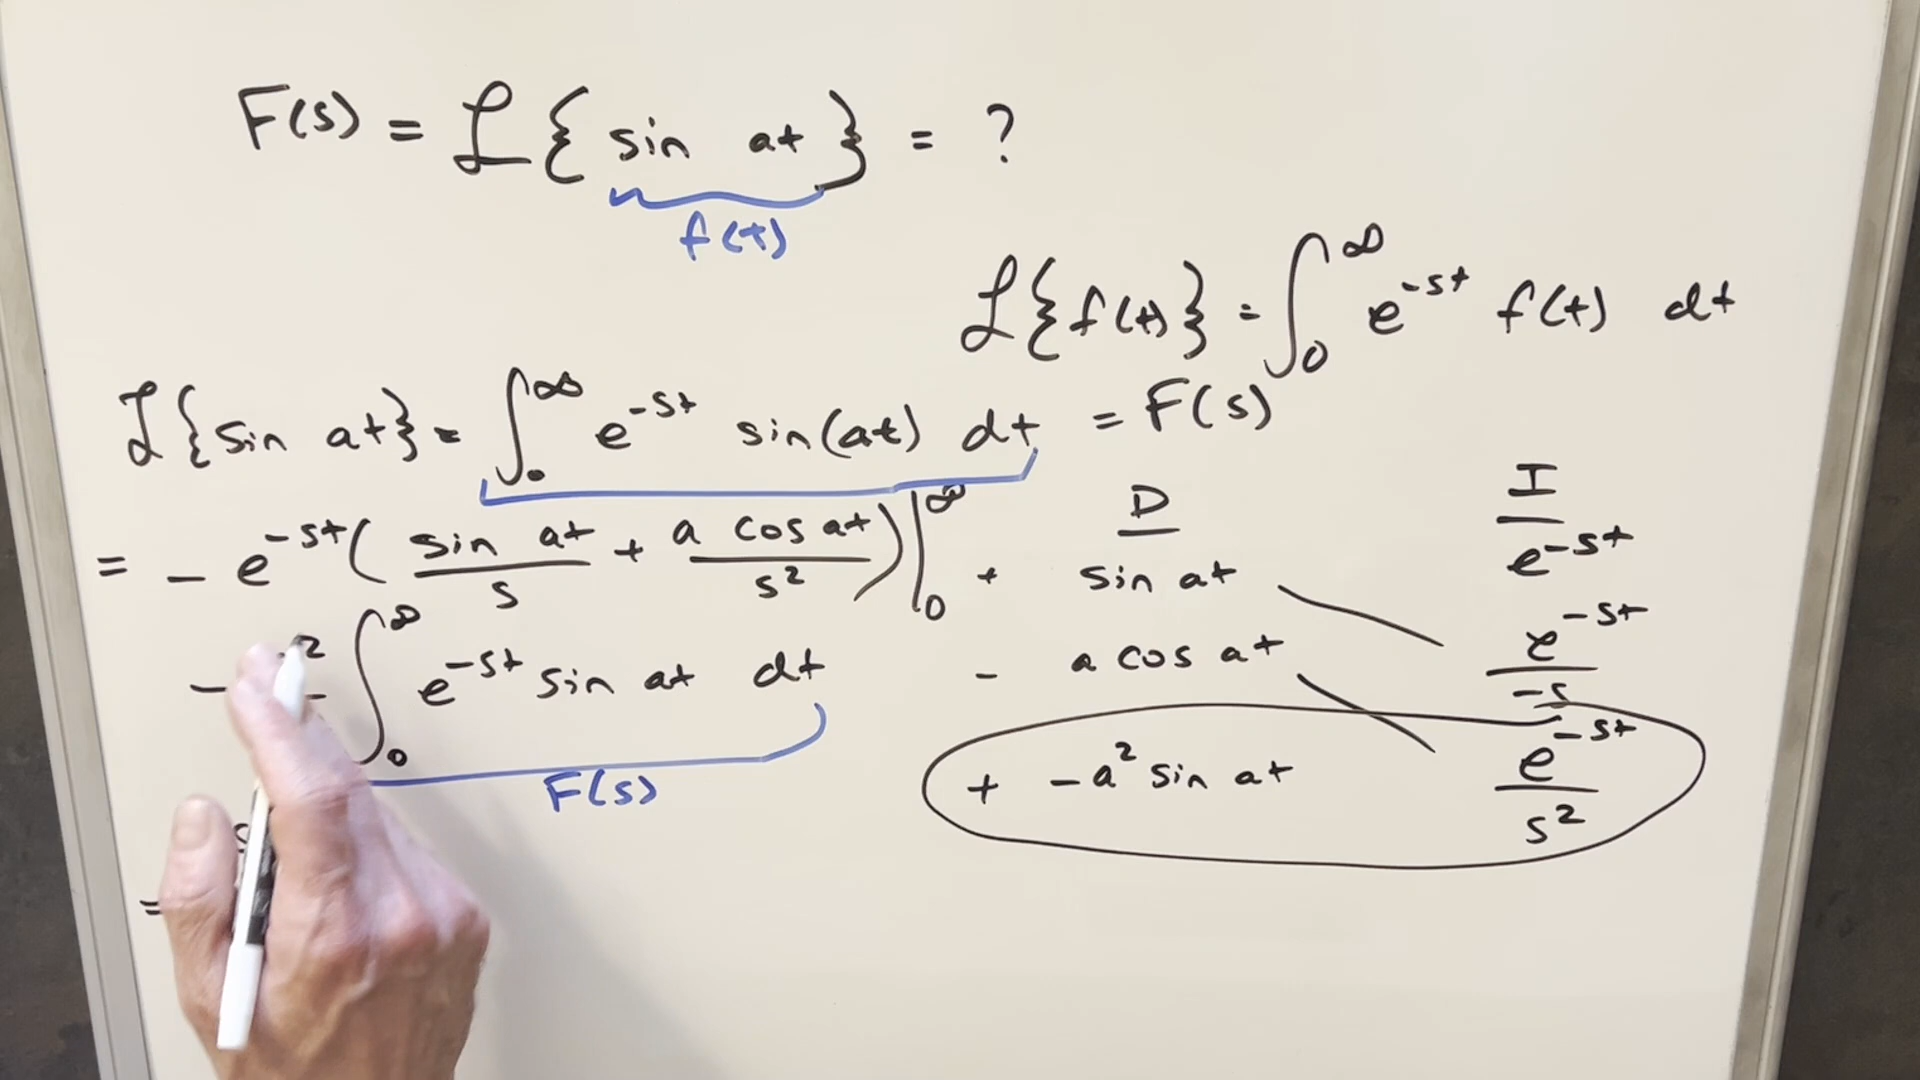 F(s) = ℒ{ sin at } = ?
f(t)
ℒ{f(t)} = ∫₀^∞ e^{-st} f(t) dt
ℒ{sin at} = ∫₀^∞ e^{-st} sin(at) dt = F(s)
= - e^{-st} ( sin at / s + a cos at / s² ) |₀^∞
- ∫₀^∞ e^{-st} sin at dt
F(s)
=
D I
+ sin at e^{-st}
- a cos at e^{-st} / -s
+ -a² sin at e^{-st} / s²